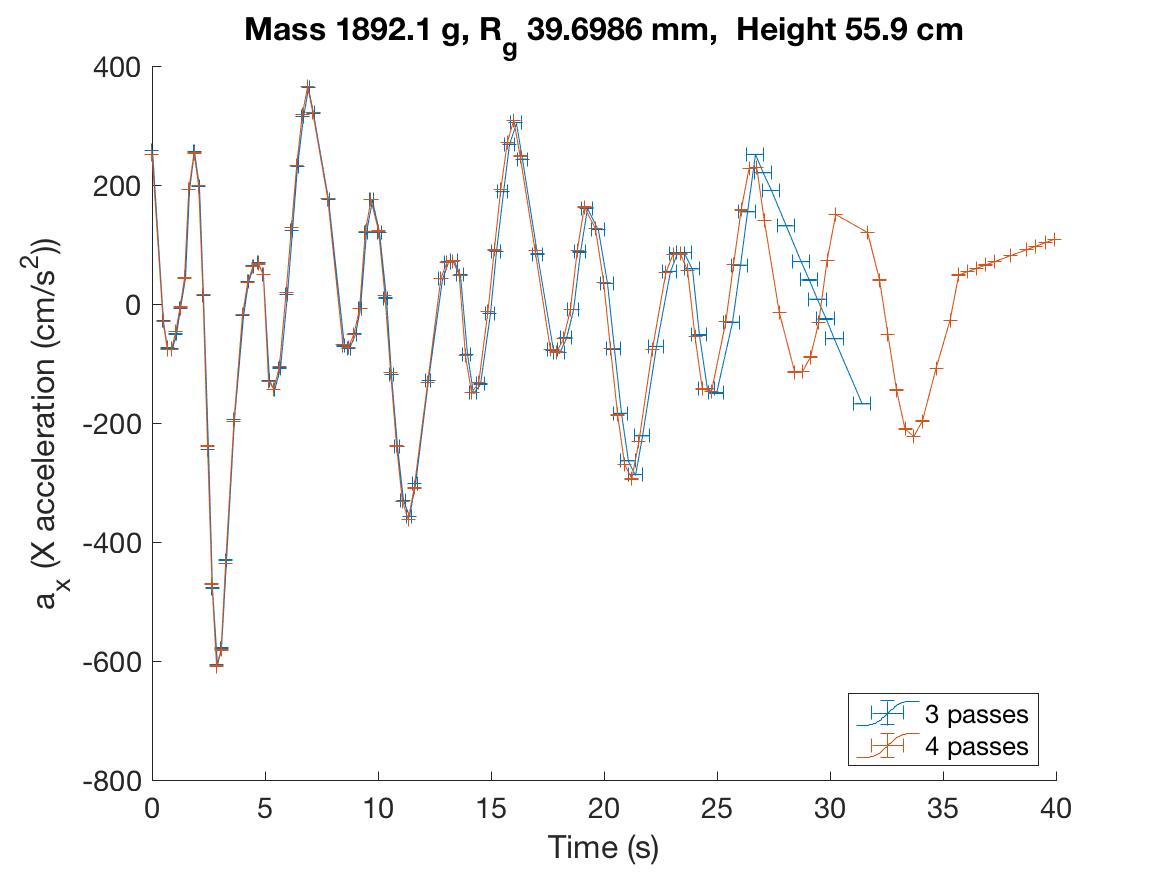 Mass 1892.1 g, Rg 39.6986 mm, Height 55.9 cm
400
200
0
-200
-400
-600
-800
ax (X acceleration (cm/s2))
3 passes
4 passes
0 5 10 15 20 25 30 35 40
Time (s)